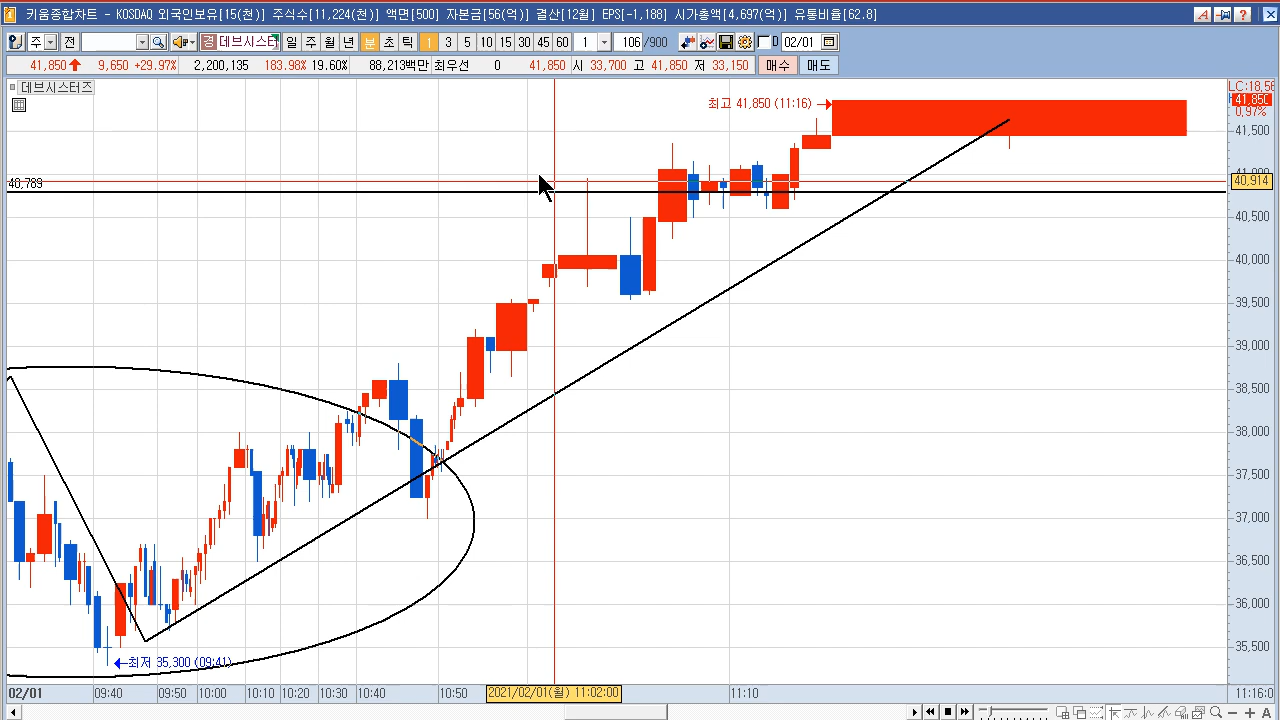 키움종합차트 - KOSDAQ 외국인보유[15(천)] 주식수[11,224(천)] 액면[500] 자본금[56(억)] 결산[12월] EPS[-1,188] 시가총액[4,697(억)] 유통비율[62.8]
주 전 경 데브시스터 일 주 월 년 분 초 틱 1 3 5 10 15 30 45 60 1 106 /900 D 02/01
41,850 9,650 +29.97% 2,200,135 183.98% 19.60% 88,213백만 최우선 0 41,850 시 33,700 고 41,850 저 33,150 매수 매도
데브시스터즈
LC:18,56
최고 41,850 (11:16)
41,850
0.97%
41,500
41,000
40,789
40,914
40,500
40,000
39,500
39,000
38,500
38,000
37,500
37,000
36,500
36,000
35,500
최저 35,300 (09:41)
02/01 09:40 09:50 10:00 10:10 10:20 10:30 10:40 10:50 2021/02/01(월) 11:02:00 11:10 11:16:0
A